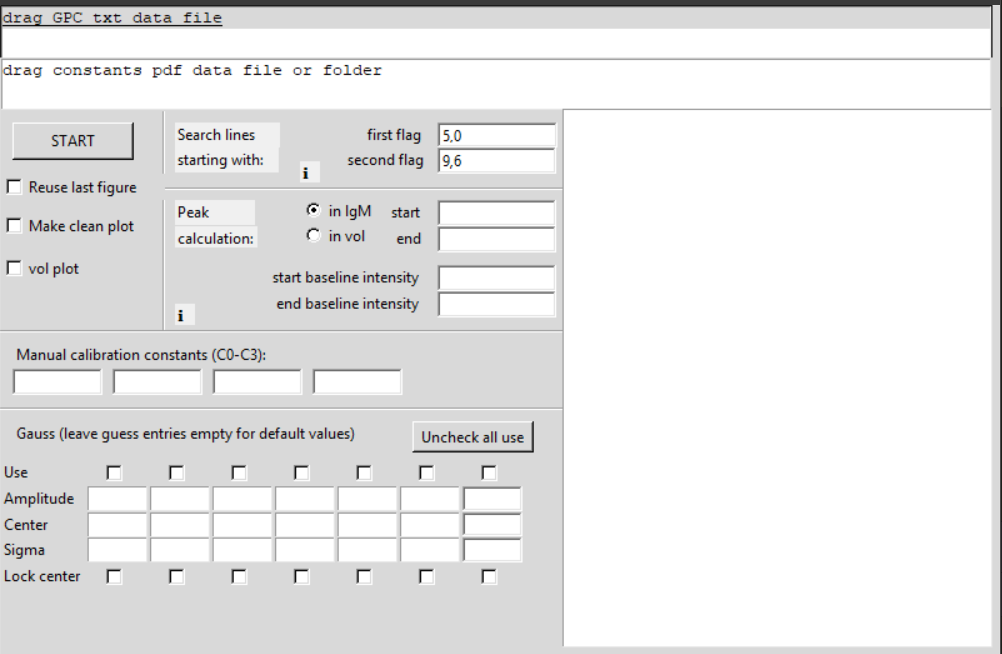 drag GPC txt data file
drag constants pdf data file or folder
START
Search lines
starting with:
i
first flag 5,0
second flag 9,6
Reuse last figure
Make clean plot
vol plot
Peak
calculation:
in lgM start
in vol end
start baseline intensity
end baseline intensity
i
Manual calibration constants (C0-C3):
Gauss (leave guess entries empty for default values)
Uncheck all use
Use
Amplitude
Center
Sigma
Lock center